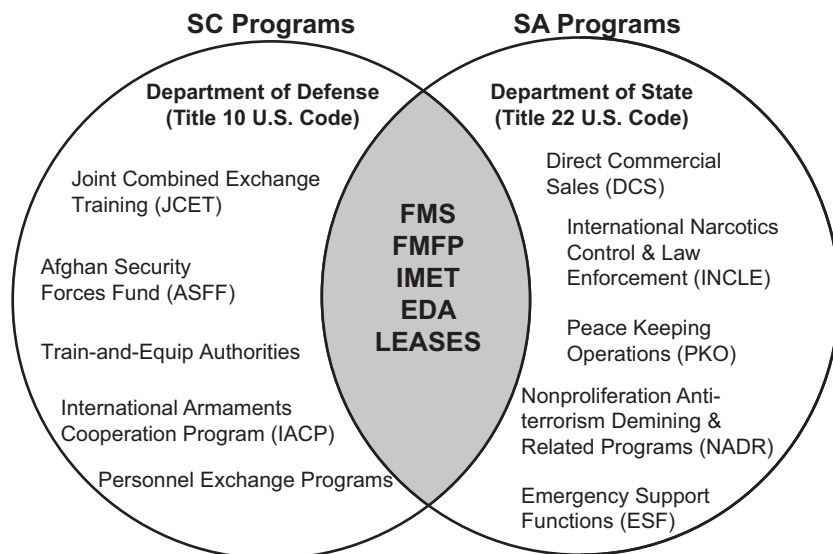 SC Programs
SA Programs
Department of Defense
(Title 10 U.S. Code)
Joint Combined Exchange
Training (JCET)
Afghan Security
Forces Fund (ASFF)
Train-and-Equip Authorities
International Armaments
Cooperation Program (IACP)
Personnel Exchange Programs
FMS
FMFP
IMET
EDA
LEASES
Department of State
(Title 22 U.S. Code)
Direct Commercial
Sales (DCS)
International Narcotics
Control & Law
Enforcement (INCLE)
Peace Keeping
Operations (PKO)
Nonproliferation Anti-
terrorism Demining &
Related Programs (NADR)
Emergency Support
Functions (ESF)